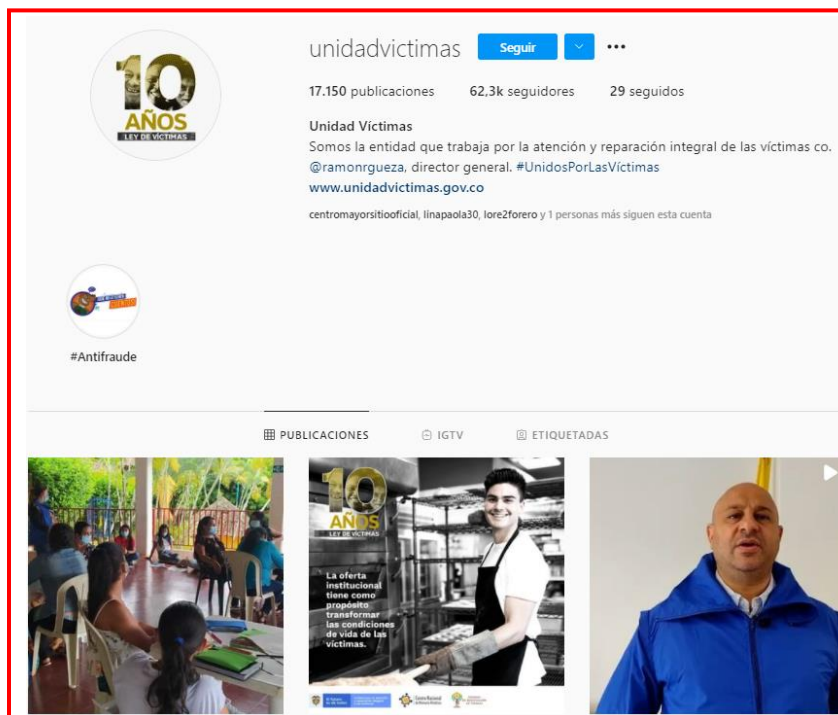 10
AÑOS
LEY DE VÍCTIMAS
unidadvictimas Seguir
17.150 publicaciones 62,3k seguidores 29 seguidos
Unidad Víctimas
Somos la entidad que trabaja por la atención y reparación integral de las víctimas co.
@ramonrgueza, director general. #UnidosPorLasVíctimas
www.unidadvictimas.gov.co
centromayorsitiooficial, linapaola30, lore2forero y 1 personas más siguen esta cuenta
#Antifraude
PUBLICACIONES IGTV ETIQUETADAS
10
AÑOS
LEY DE VÍCTIMAS
La oferta
institucional
tiene como
propósito
transformar
las condiciones
de vida de las
víctimas.